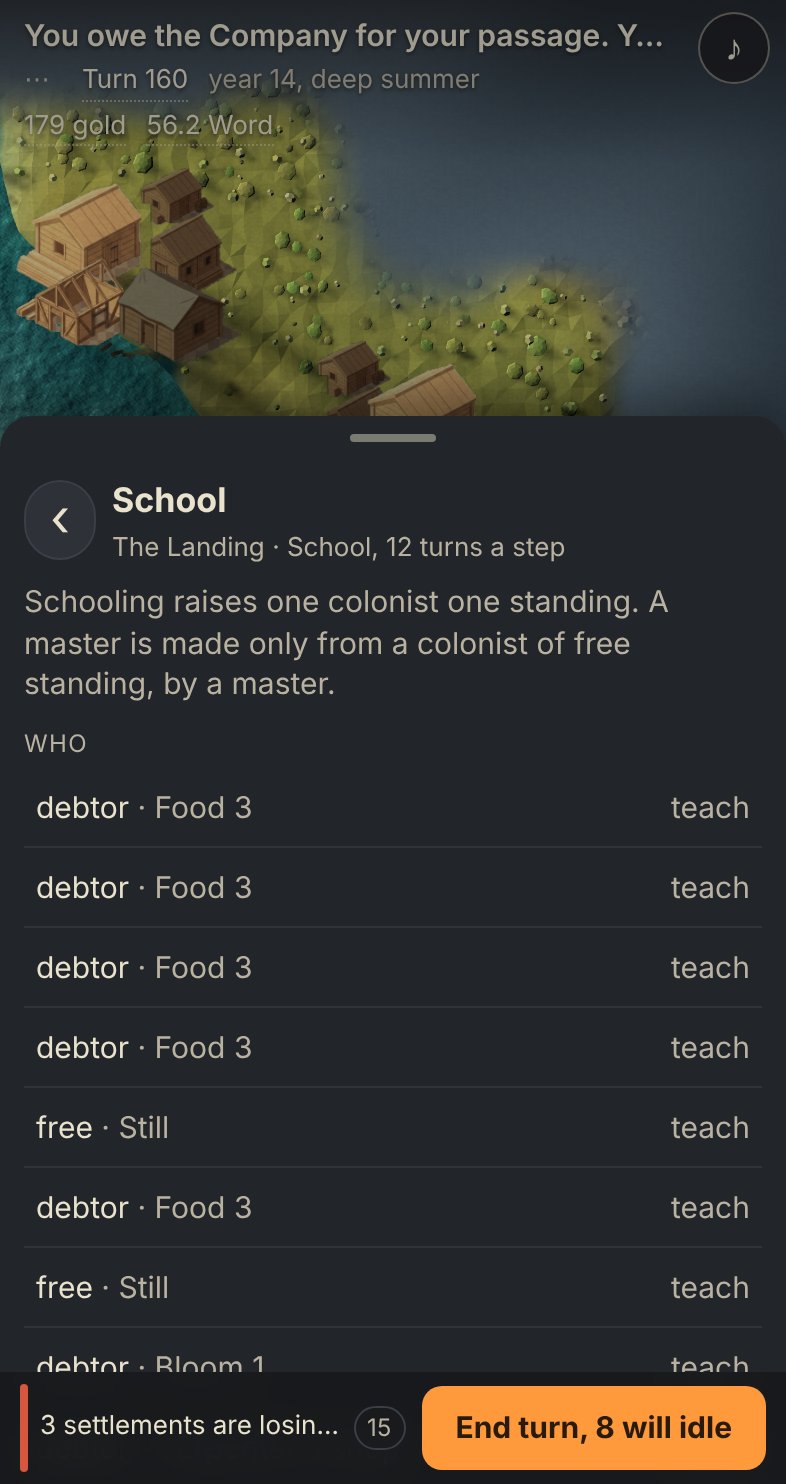 You owe the Company for your passage. Y...
... Turn 160 year 14, deep summer
179 gold 56.2 Word
School
The Landing · School, 12 turns a step
Schooling raises one colonist one standing. A
master is made only from a colonist of free
standing, by a master.
WHO
debtor · Food 3 teach
debtor · Food 3 teach
debtor · Food 3 teach
debtor · Food 3 teach
free · Still teach
debtor · Food 3 teach
free · Still teach
debtor · Bloom 1 teach
3 settlements are losin... 15 End turn, 8 will idle